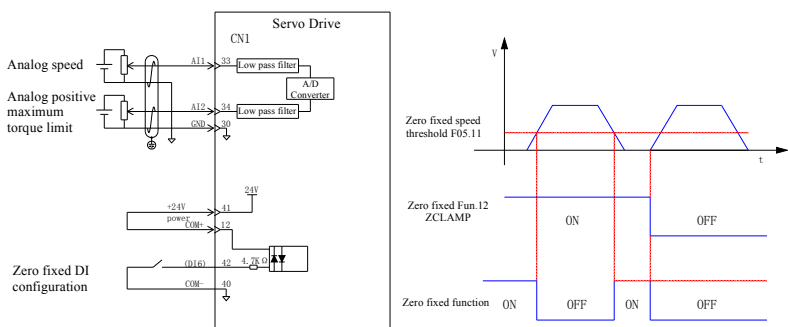 Servo Drive
CN1
Analog speed
AI1
33
Low pass filter
A/D
Converter
Analog positive
maximum
torque limit
AI2
34
Low pass filter
GND
30
24V
+24V
power
41
COM+
12
Zero fixed DI
configuration
(DI6)
42
4.7KΩ
COM-
40
V
Zero fixed speed
threshold F05.11
t
Zero fixed Fun.12
ZCLAMP
ON
OFF
Zero fixed function
ON
OFF
ON
OFF